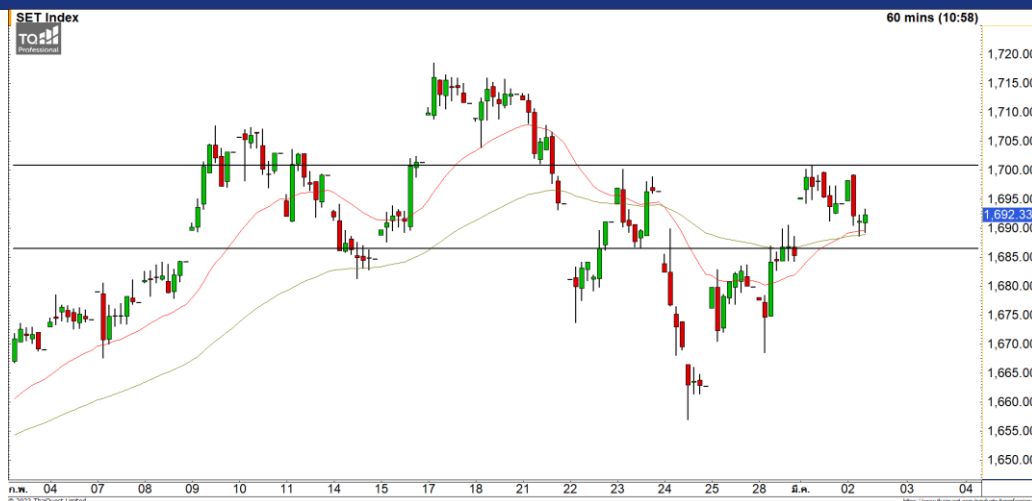 SET Index
60 mins (10:58)
TQ
Professional
1,720.00
1,715.00
1,710.00
1,705.00
1,700.00
1,695.00
1,692.33
1,690.00
1,685.00
1,680.00
1,675.00
1,670.00
1,665.00
1,660.00
1,655.00
1,650.00
ก.พ. 04 07 08 09 10 11 14 15 17 18 21 22 23 24 25 28 มี.ค. 02 03 04
© 2022 ThaiQuest Limited